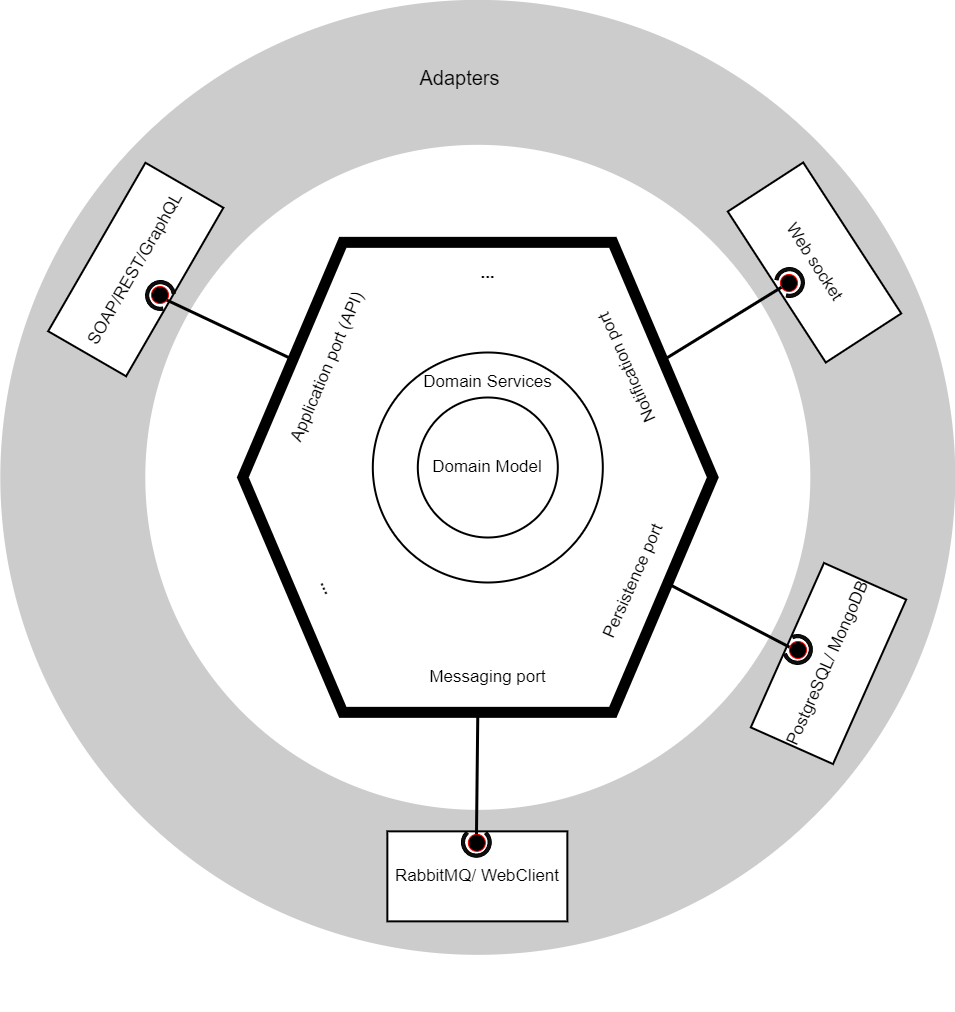 Adapters
SOAP/REST/GraphQL
Web socket
...
Application port (API)
Notification port
Domain Services
Domain Model
Persistence port
...
Messaging port
PostgreSQL/ MongoDB
RabbitMQ/ WebClient